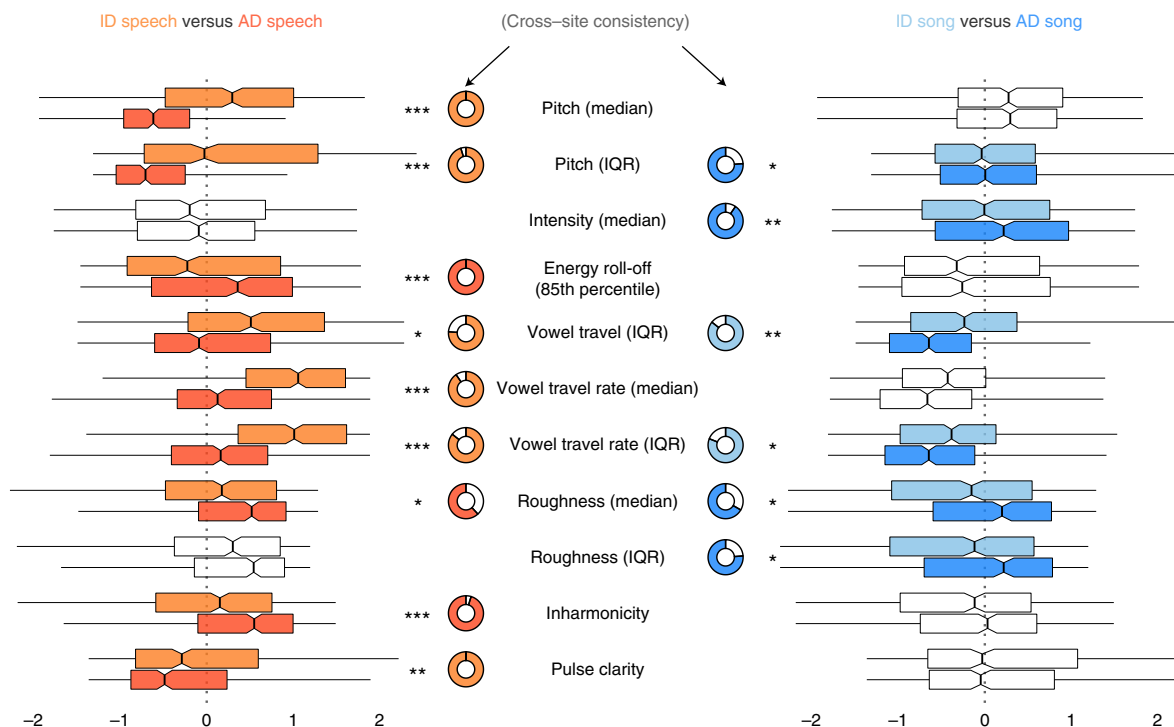 ID speech versus AD speech
(Cross–site consistency)
ID song versus AD song
*** Pitch (median)
*** Pitch (IQR) *
Intensity (median) **
*** Energy roll-off
(85th percentile)
* Vowel travel (IQR) **
*** Vowel travel rate (median)
*** Vowel travel rate (IQR) *
* Roughness (median) *
Roughness (IQR) *
*** Inharmonicity
** Pulse clarity
–2 –1 0 1 2
–2 –1 0 1 2